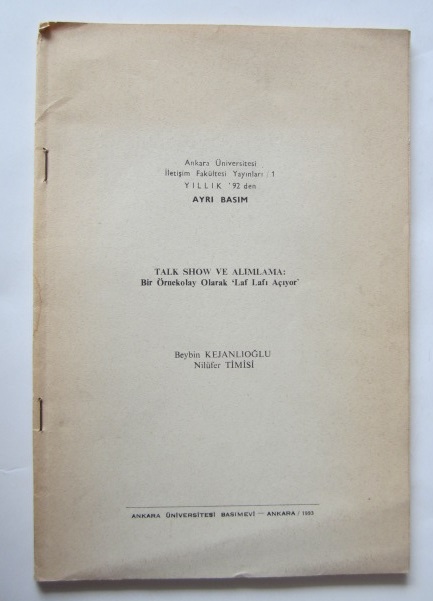 Ankara Üniversitesi
İletişim Fakültesi Yayınları / 1
YILLIK '92 den
AYRI BASIM
TALK SHOW VE ALIMLAMA:
Bir Örnekolay Olarak 'Laf Lafı Açıyor'
Beybin KEJANLIOĞLU
Nilüfer TİMİSİ
ANKARA ÜNİVERSİTESİ BASIMEVİ — ANKARA / 1993